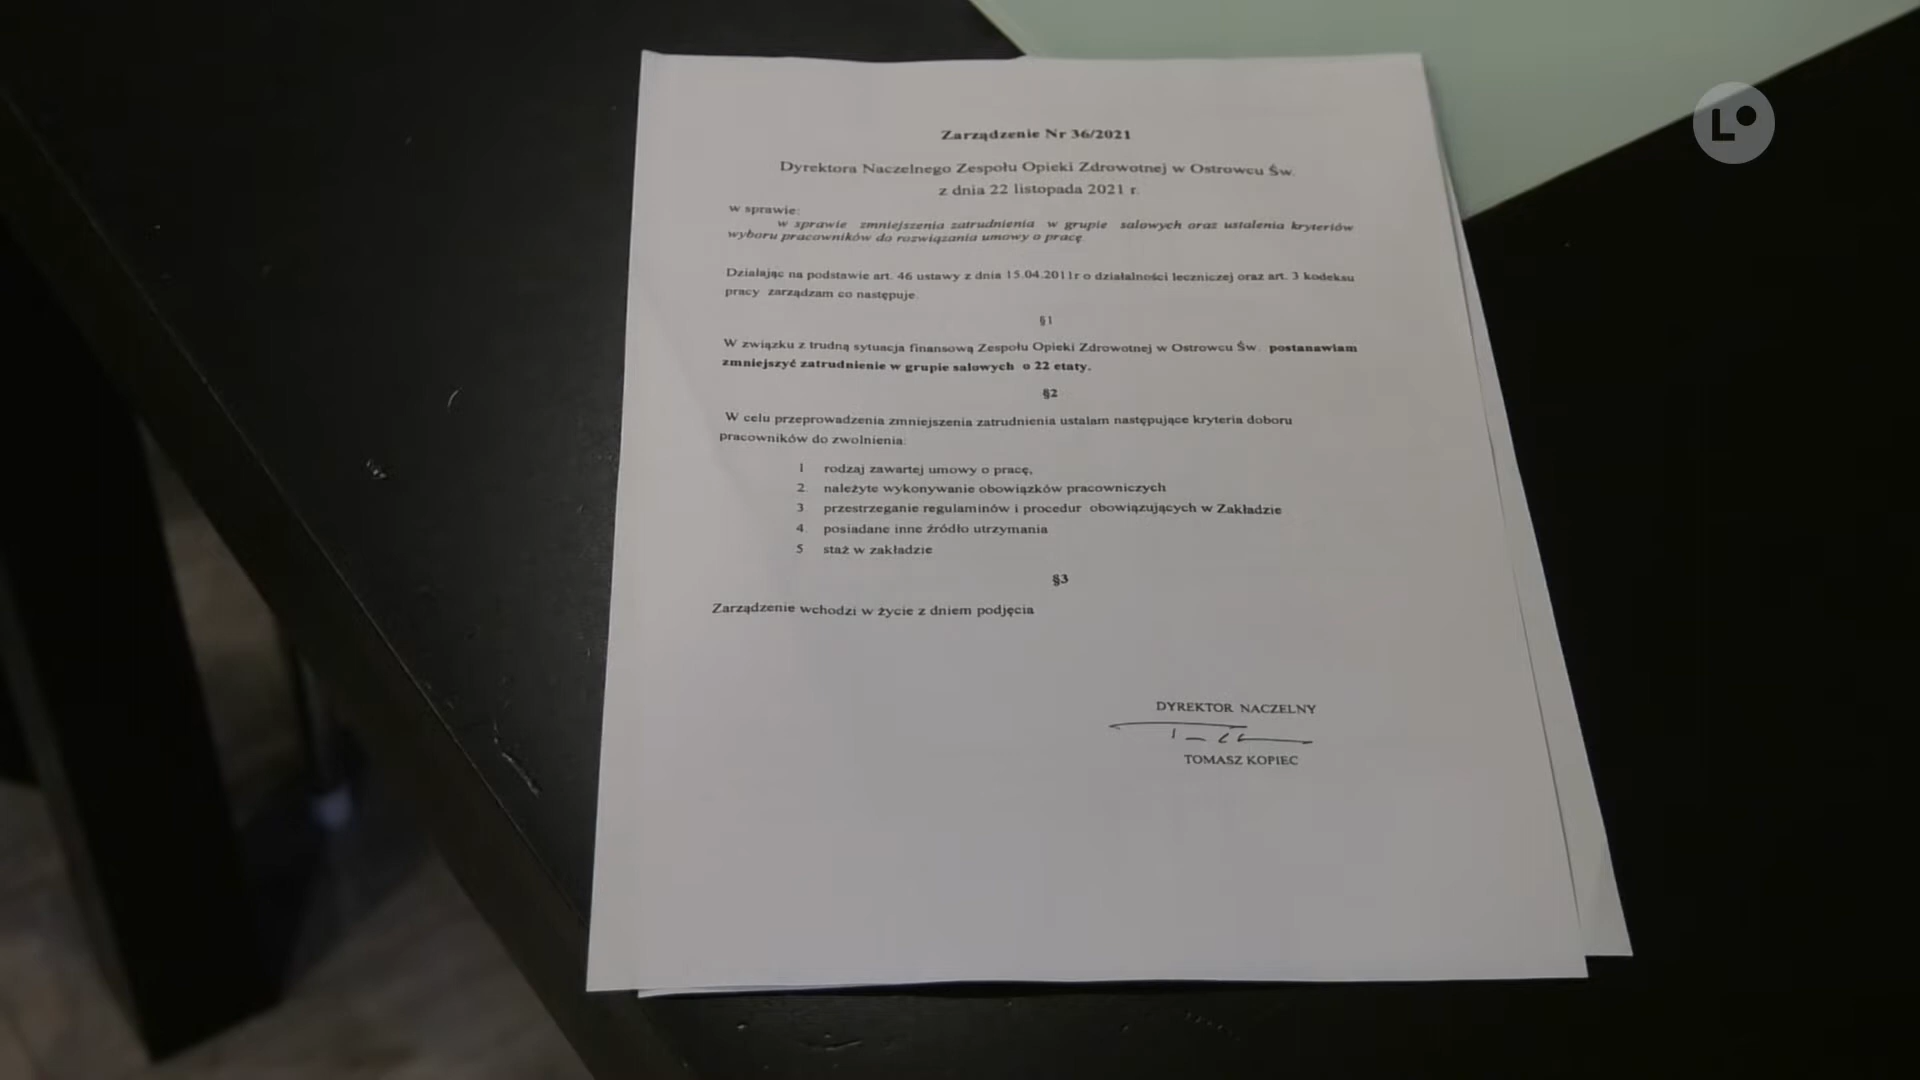 L
Zarządzenie Nr 36/2021
Dyrektora Naczelnego Zespołu Opieki Zdrowotnej w Ostrowcu Św.
z dnia 22 listopada 2021 r.
w sprawie:
w sprawie zmniejszenia zatrudnienia w grupie salowych oraz ustalenia kryteriów
wyboru pracowników do rozwiązania umowy o pracę
Działając na podstawie art. 46 ustawy z dnia 15.04.2011r o działalności leczniczej oraz art. 3 kodeksu
pracy zarządzam co następuje.
§1
W związku z trudną sytuacja finansową Zespołu Opieki Zdrowotnej w Ostrowcu Św. postanawiam
zmniejszyć zatrudnienie w grupie salowych o 22 etaty.
§2
W celu przeprowadzenia zmniejszenia zatrudnienia ustalam następujące kryteria doboru
pracowników do zwolnienia:
1 rodzaj zawartej umowy o pracę,
2. należyte wykonywanie obowiązków pracowniczych
3. przestrzeganie regulaminów i procedur obowiązujących w Zakładzie
4. posiadane inne źródło utrzymania
5 staż w zakładzie
§3
Zarządzenie wchodzi w życie z dniem podjęcia
DYREKTOR NACZELNY
TOMASZ KOPIEC